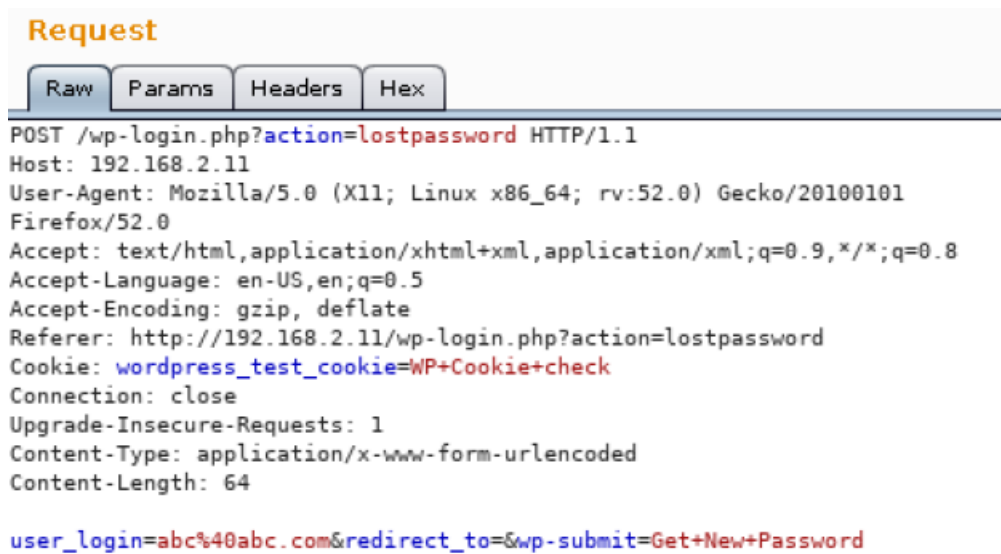 Request
Raw Params Headers Hex
POST /wp-login.php?action=lostpassword HTTP/1.1
Host: 192.168.2.11
User-Agent: Mozilla/5.0 (X11; Linux x86_64; rv:52.0) Gecko/20100101
Firefox/52.0
Accept: text/html,application/xhtml+xml,application/xml;q=0.9,*/*;q=0.8
Accept-Language: en-US,en;q=0.5
Accept-Encoding: gzip, deflate
Referer: http://192.168.2.11/wp-login.php?action=lostpassword
Cookie: wordpress_test_cookie=WP+Cookie+check
Connection: close
Upgrade-Insecure-Requests: 1
Content-Type: application/x-www-form-urlencoded
Content-Length: 64
user_login=abc%40abc.com&redirect_to=&wp-submit=Get+New+Password